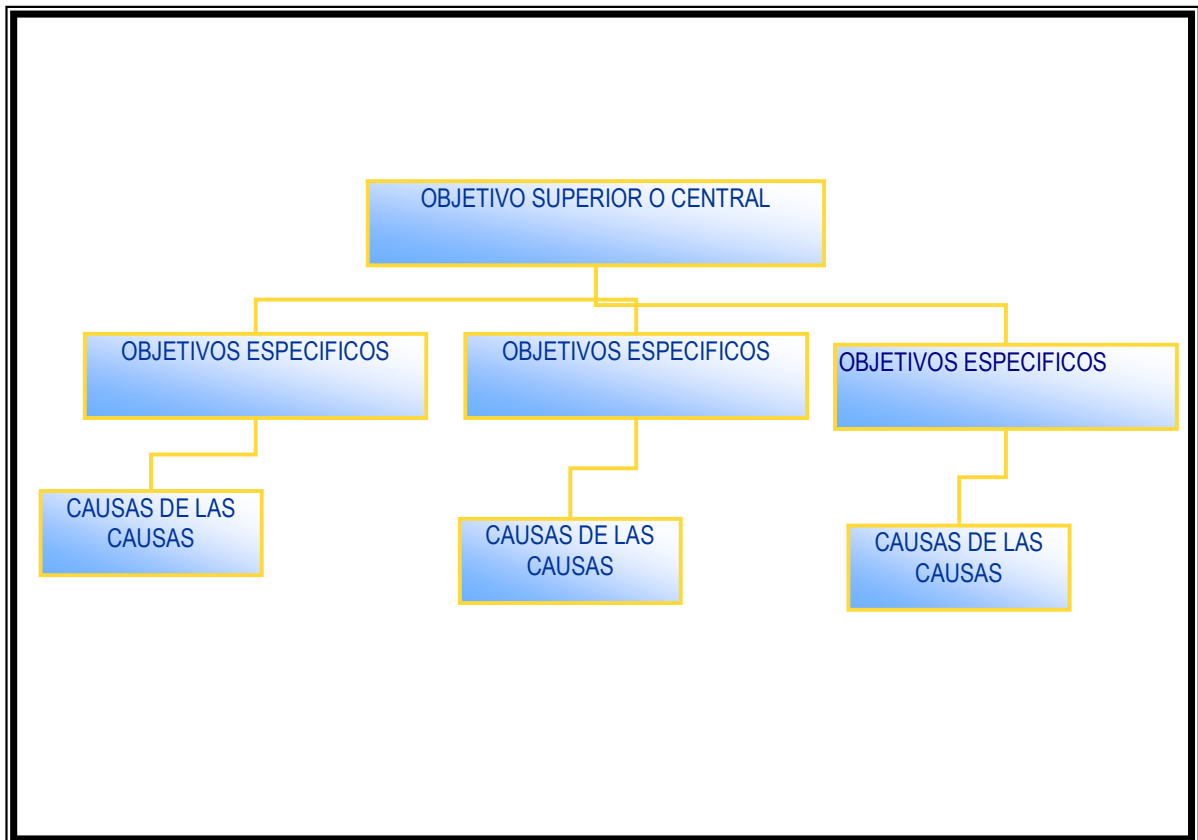 OBJETIVO SUPERIOR O CENTRAL
OBJETIVOS ESPECIFICOS
OBJETIVOS ESPECIFICOS
OBJETIVOS ESPECIFICOS
CAUSAS DE LAS
CAUSAS
CAUSAS DE LAS
CAUSAS
CAUSAS DE LAS
CAUSAS